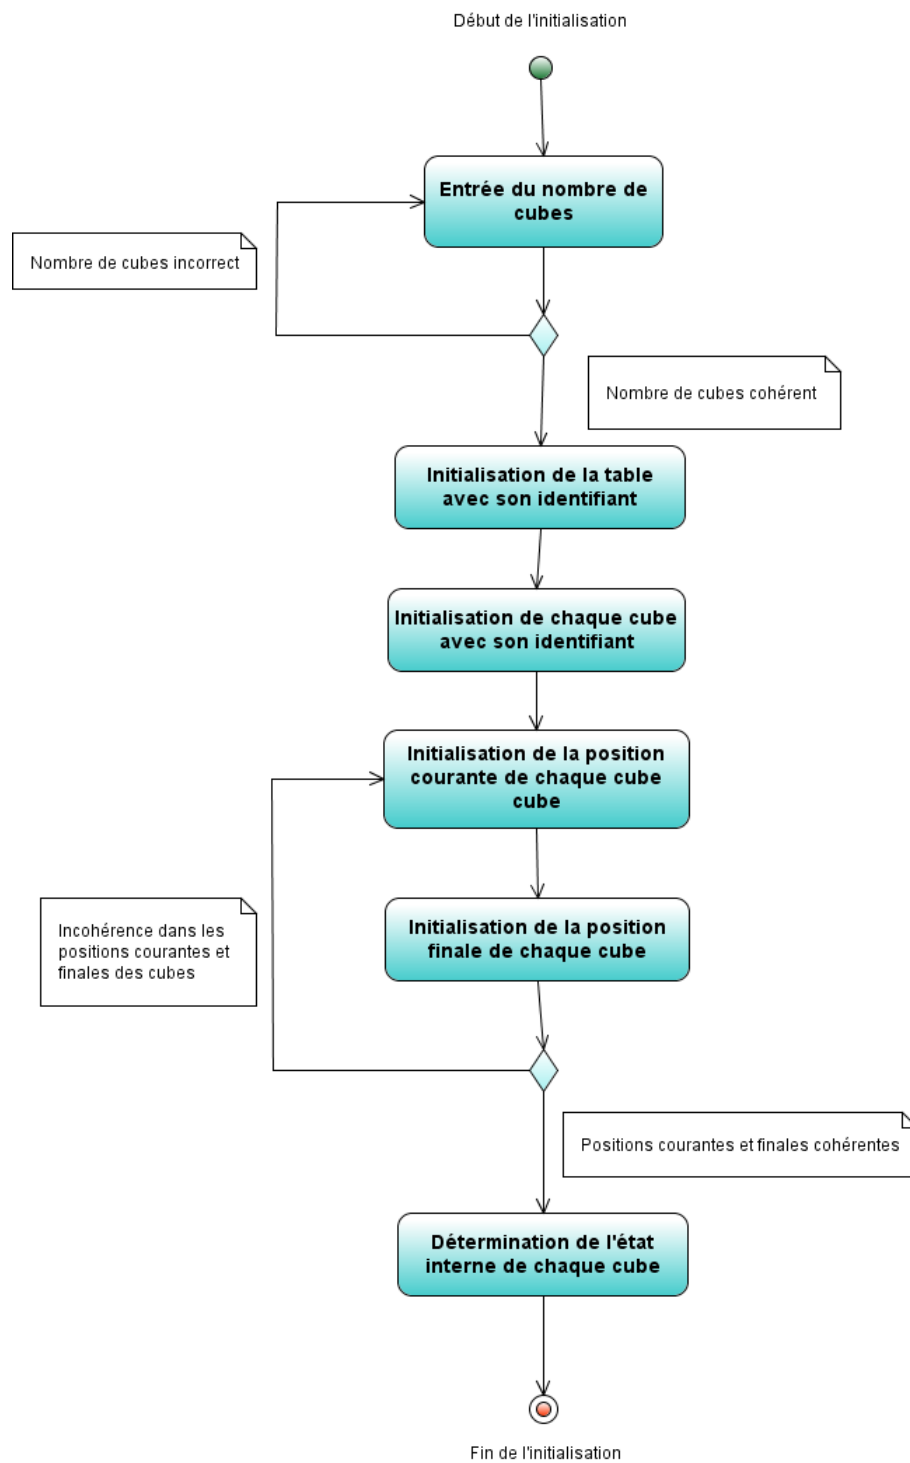 Début de l'initialisation
Entrée du nombre de
cubes
Nombre de cubes incorrect
Nombre de cubes cohérent
Initialisation de la table
avec son identifiant
Initialisation de chaque cube
avec son identifiant
Initialisation de la position
courante de chaque cube
cube
Incohérence dans les
positions courantes et
finales des cubes
Initialisation de la position
finale de chaque cube
Positions courantes et finales cohérentes
Détermination de l'état
interne de chaque cube
Fin de l'initialisation